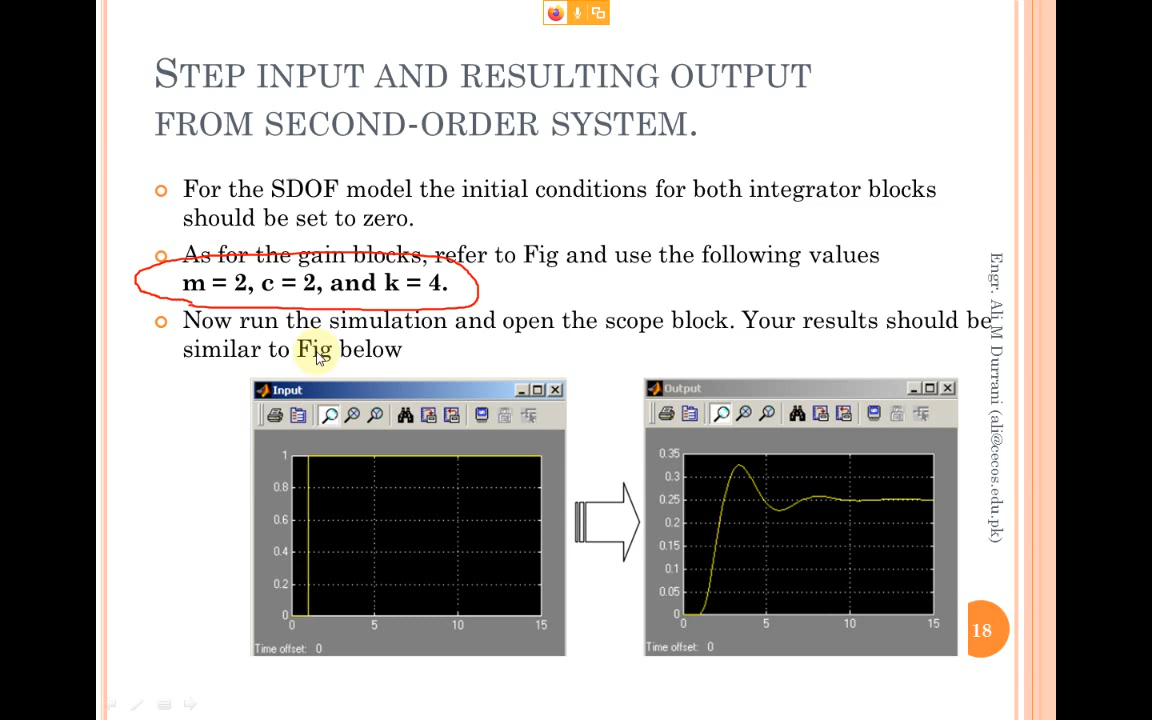 STEP INPUT AND RESULTING OUTPUT
FROM SECOND-ORDER SYSTEM.
For the SDOF model the initial conditions for both integrator blocks
should be set to zero.
As for the gain blocks, refer to Fig and use the following values
m = 2, c = 2, and k = 4.
Now run the simulation and open the scope block. Your results should be
similar to Fig below
Engr. Ali M Durrani (ali@cecos.edu.pk)
Input
1
0.8
0.6
0.4
0.2
0
0 5 10 15
Time offset: 0
Output
0.35
0.3
0.25
0.2
0.15
0.1
0.05
0
0 5 10 15
Time offset: 0
18